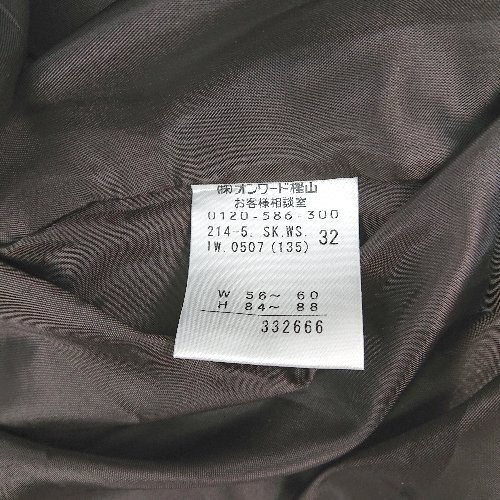 (株)オンワード樫山
お客様相談室
0120-586-300
214-5. SK.WS. 32
IW.0507(135)
W 56～ 60
H 84～ 88
332666